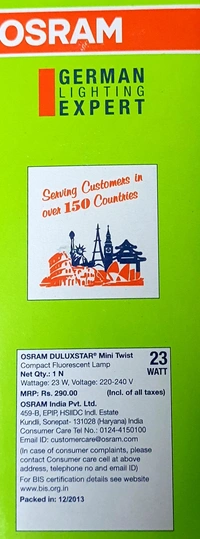 OSRAM
GERMAN
LIGHTING
EXPERT
Serving Customers in
over 150 Countries
OSRAM DULUXSTAR® Mini Twist
Compact Fluorescent Lamp
Net Qty.: 1 N
Wattage: 23 W, Voltage: 220-240 V
23
WATT
MRP: Rs. 290.00 (Incl. of all taxes)
OSRAM India Pvt. Ltd.
459-B, EPIP, HSIIDC Indl. Estate
Kundli, Sonepat- 131028 (Haryana) India
Consumer Care Tel No.: 0124-4150100
Email ID: customercare@osram.com
(In case of consumer complaints, please
contact Consumer care cell at above
address, telephone no and email ID)
For BIS certification details see website
www.bis.org.in
Packed in: 12/2013